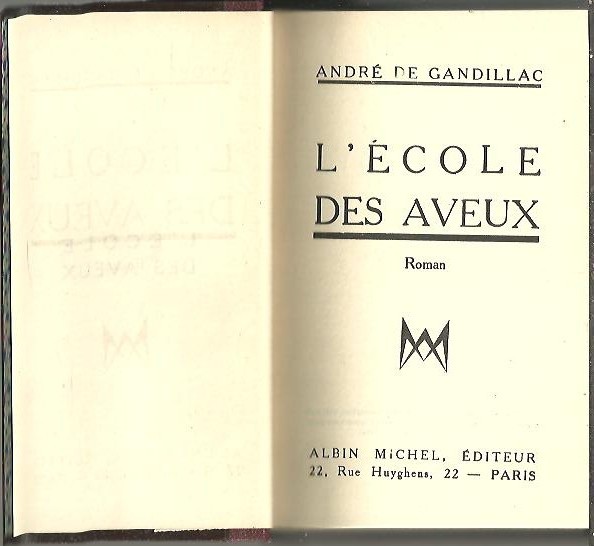 ANDRÉ DE GANDILLAC
L'ÉCOLE
DES AVEUX
Roman
ALBIN MiCHEL, ÉDITEUR
22, Rue Huyghens, 22 — PARIS